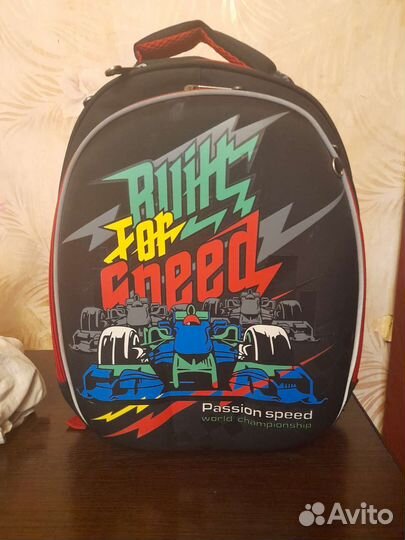 Built
For
Speed
Passion speed
world championship
Avito